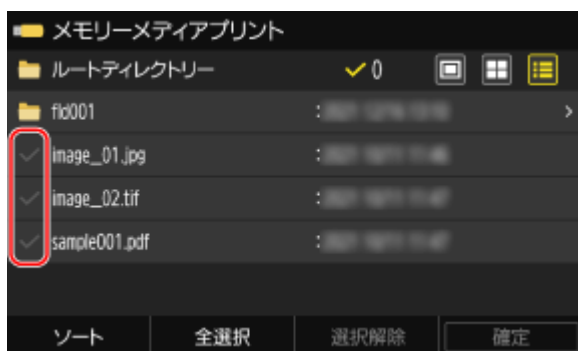 メモリーメディアプリント
ルートディレクトリー 0
fld001 :
image_01.jpg :
image_02.tif :
sample001.pdf :
ソート 全選択 選択解除 確定